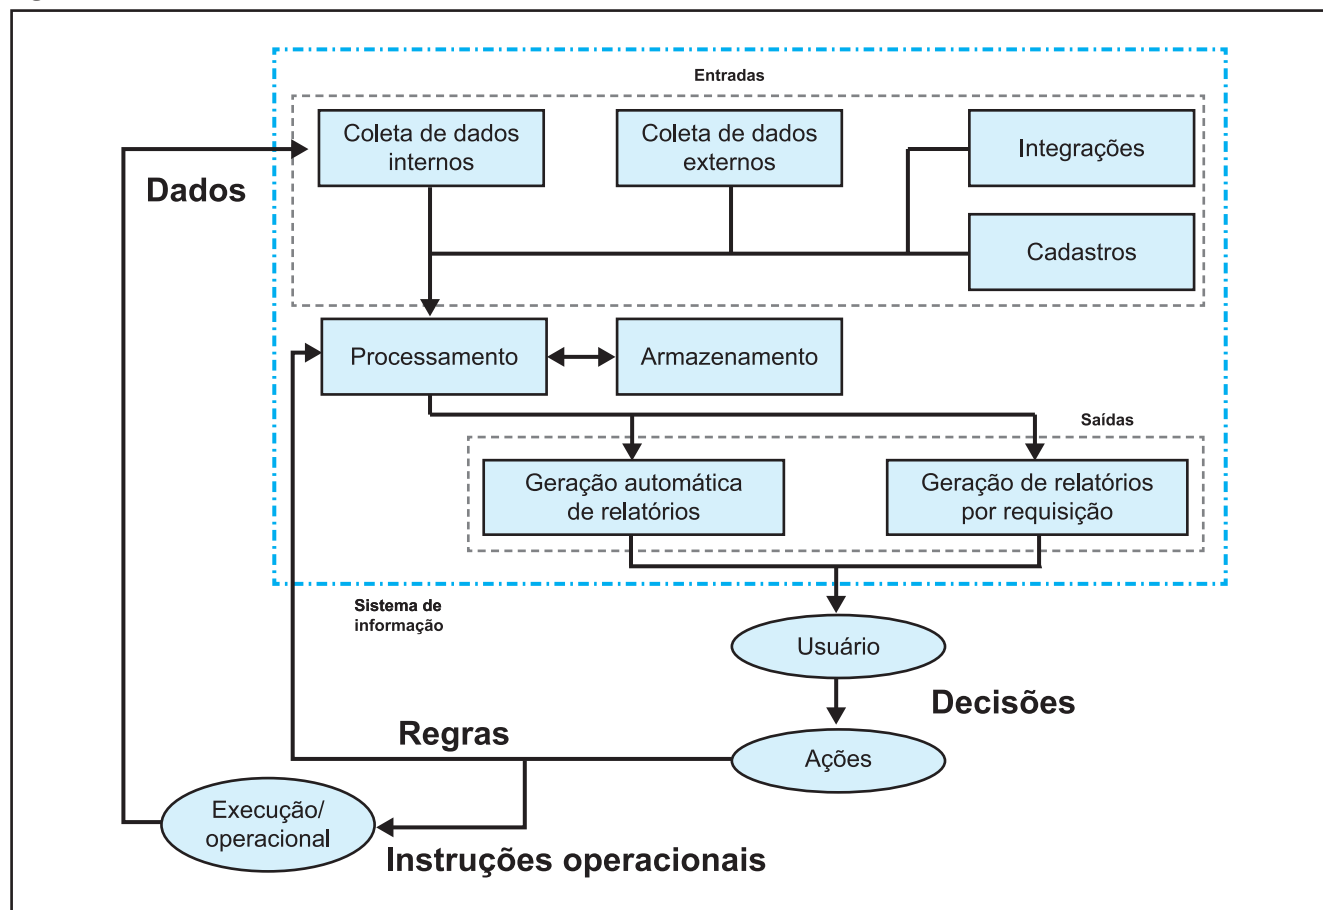 Entradas
Coleta de dados
internos
Coleta de dados
externos
Integrações
Dados
Cadastros
Processamento
Armazenamento
Saídas
Geração automática
de relatórios
Geração de relatórios
por requisição
Sistema de
informação
Usuário
Decisões
Regras
Ações
Execução/
operacional
Instruções operacionais